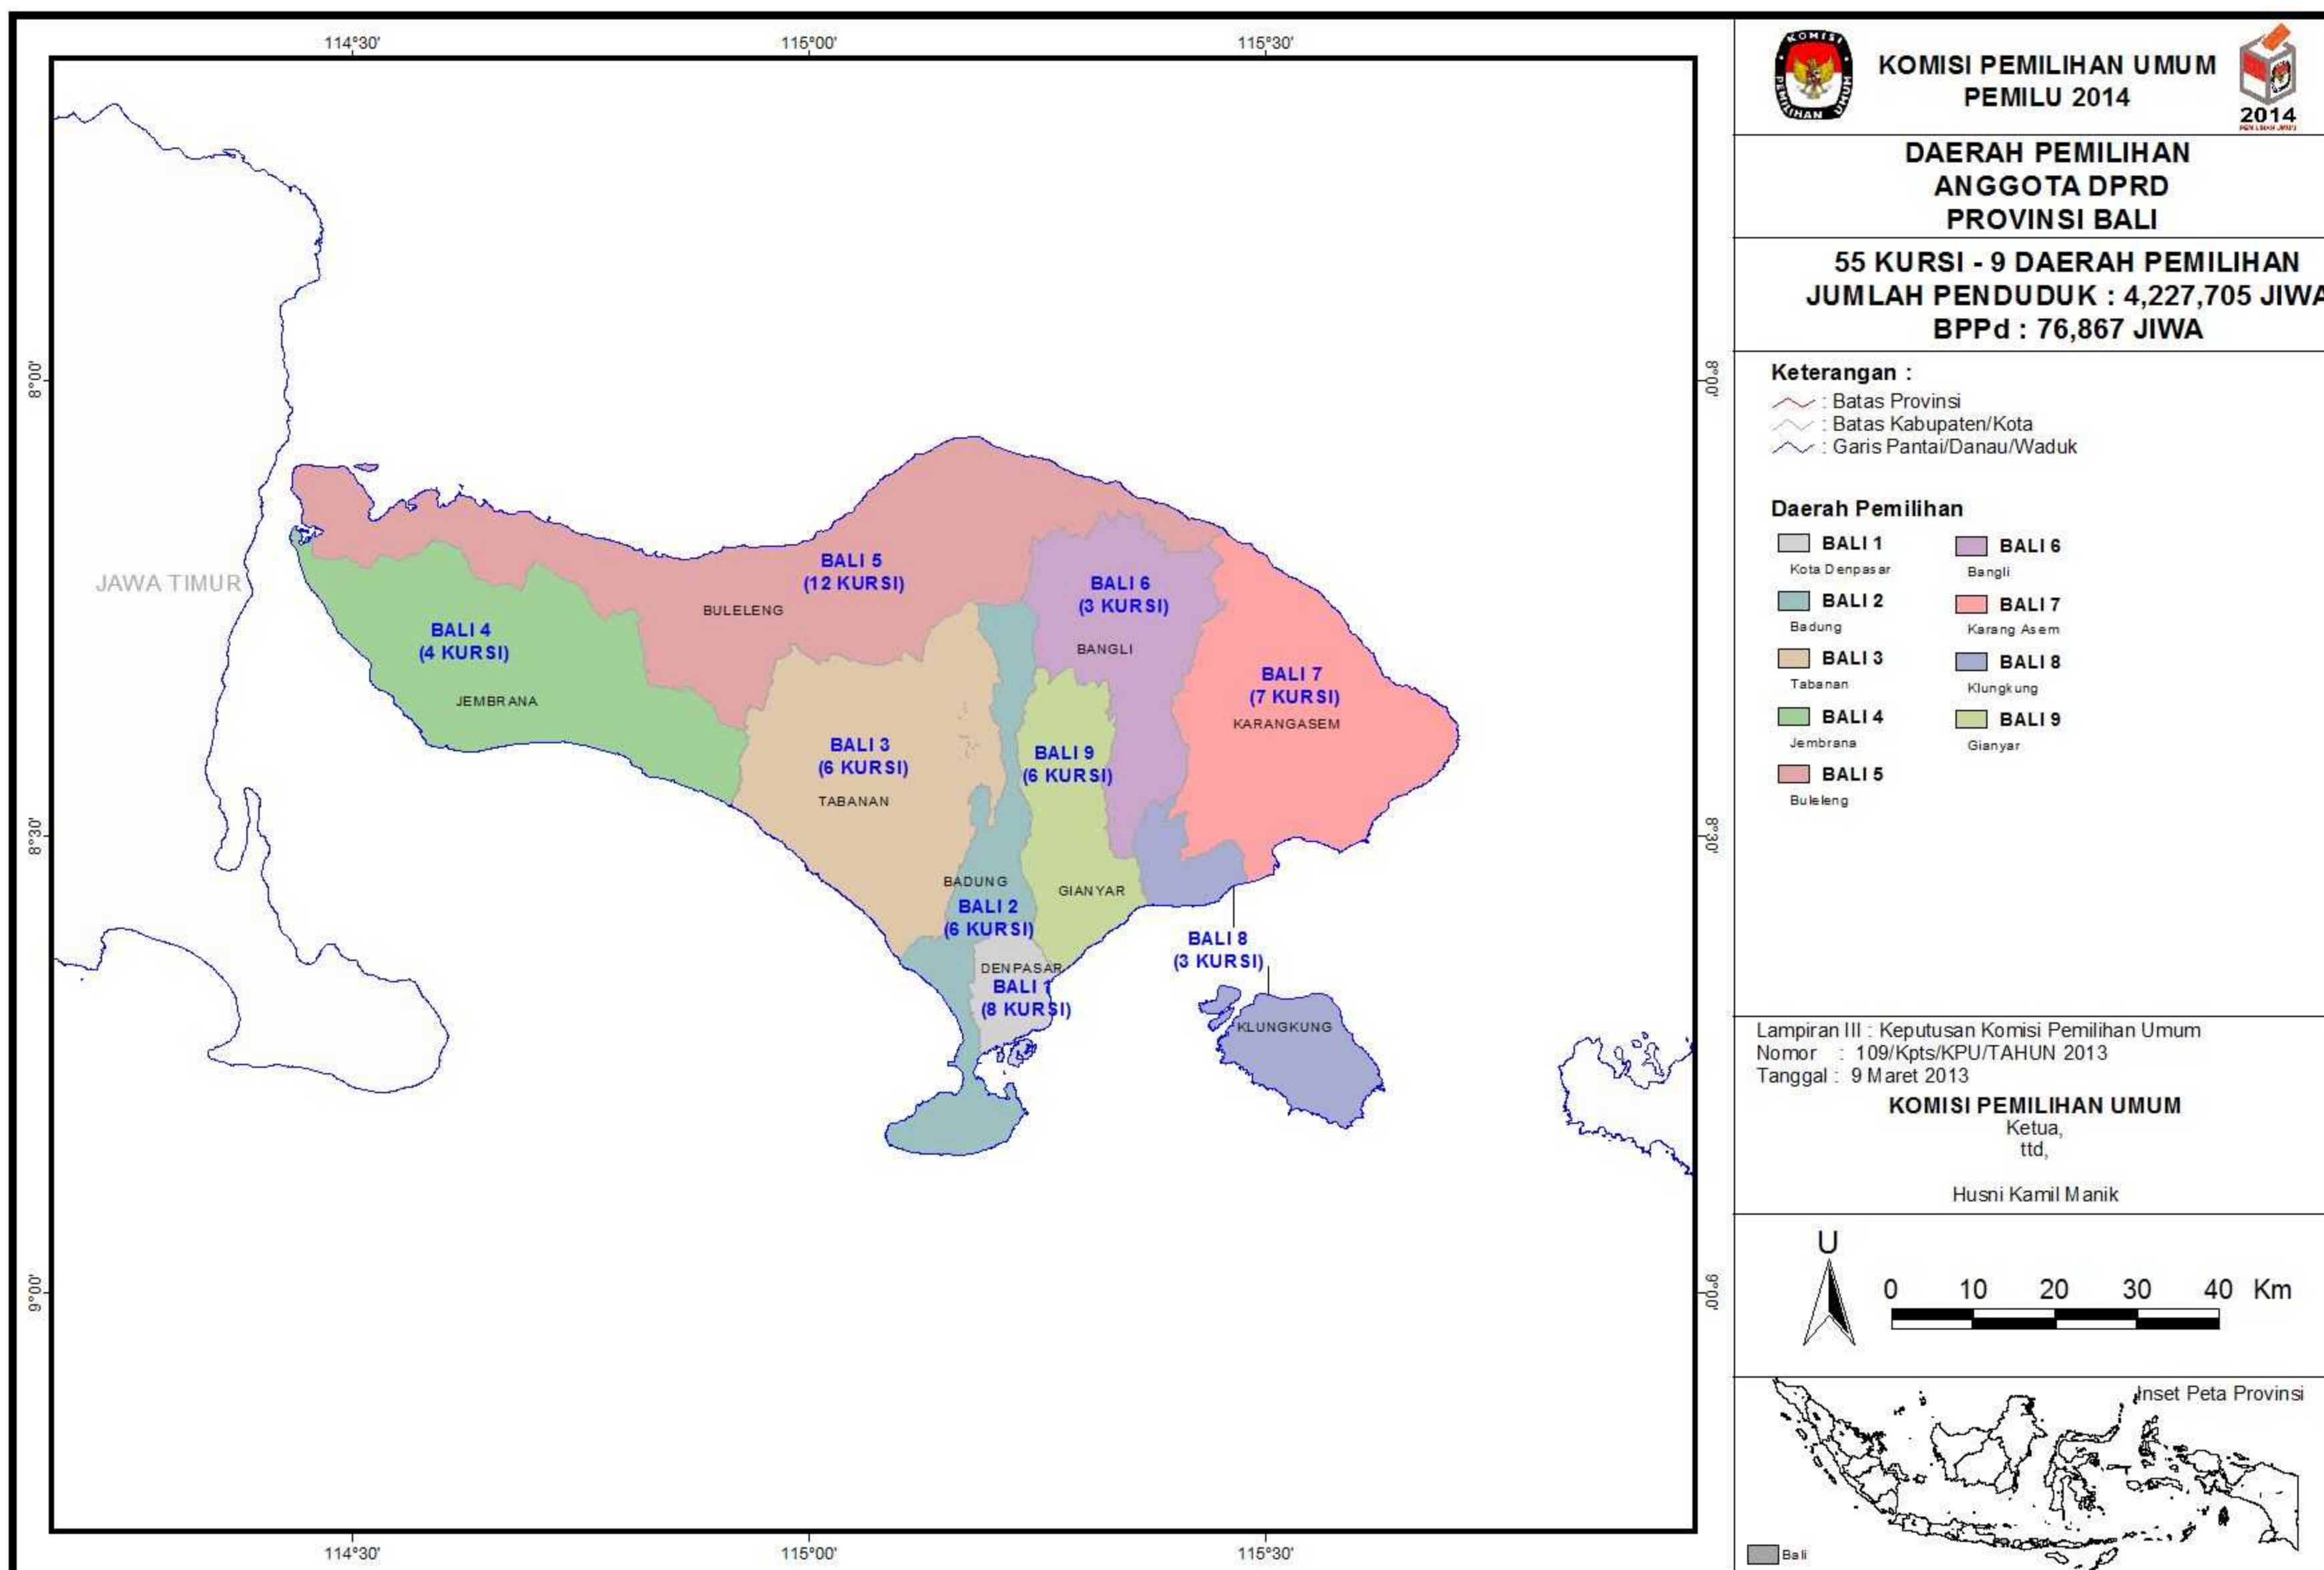 114°30'
115°00'
115°30'
8°00'
8°30'
9°00'
8°00'
8°30'
9°00'
114°30'
115°00'
115°30'
JAWA TIMUR
BALI 5
(12 KURSI)
BULELENG
BALI 6
(3 KURSI)
BANGLI
BALI 4
(4 KURSI)
JEMBRANA
BALI 7
(7 KURSI)
KARANGASEM
BALI 3
(6 KURSI)
TABANAN
BALI 9
(6 KURSI)
GIANYAR
BADUNG
BALI 2
(6 KURSI)
DENPASAR
BALI 1
(8 KURSI)
BALI 8
(3 KURSI)
KLUNGKUNG
KOMISI
PEMILIHAN UMUM
KOMISI PEMILIHAN UMUM
PEMILU 2014
2014
PEMILIHAN UMUM
DAERAH PEMILIHAN
ANGGOTA DPRD
PROVINSI BALI
55 KURSI - 9 DAERAH PEMILIHAN
JUMLAH PENDUDUK : 4,227,705 JIWA
BPPd : 76,867 JIWA
Keterangan :
: Batas Provinsi
: Batas Kabupaten/Kota
: Garis Pantai/Danau/Waduk
Daerah Pemilihan
BALI 1
Kota Denpasar
BALI 2
Badung
BALI 3
Tabanan
BALI 4
Jembrana
BALI 5
Buleleng
BALI 6
Bangli
BALI 7
Karang Asem
BALI 8
Klungkung
BALI 9
Gianyar
Lampiran III : Keputusan Komisi Pemilihan Umum
Nomor : 109/Kpts/KPU/TAHUN 2013
Tanggal : 9 Maret 2013
KOMISI PEMILIHAN UMUM
Ketua,
ttd,
Husni Kamil Manik
U
0 10 20 30 40 Km
Inset Peta Provinsi
Bali